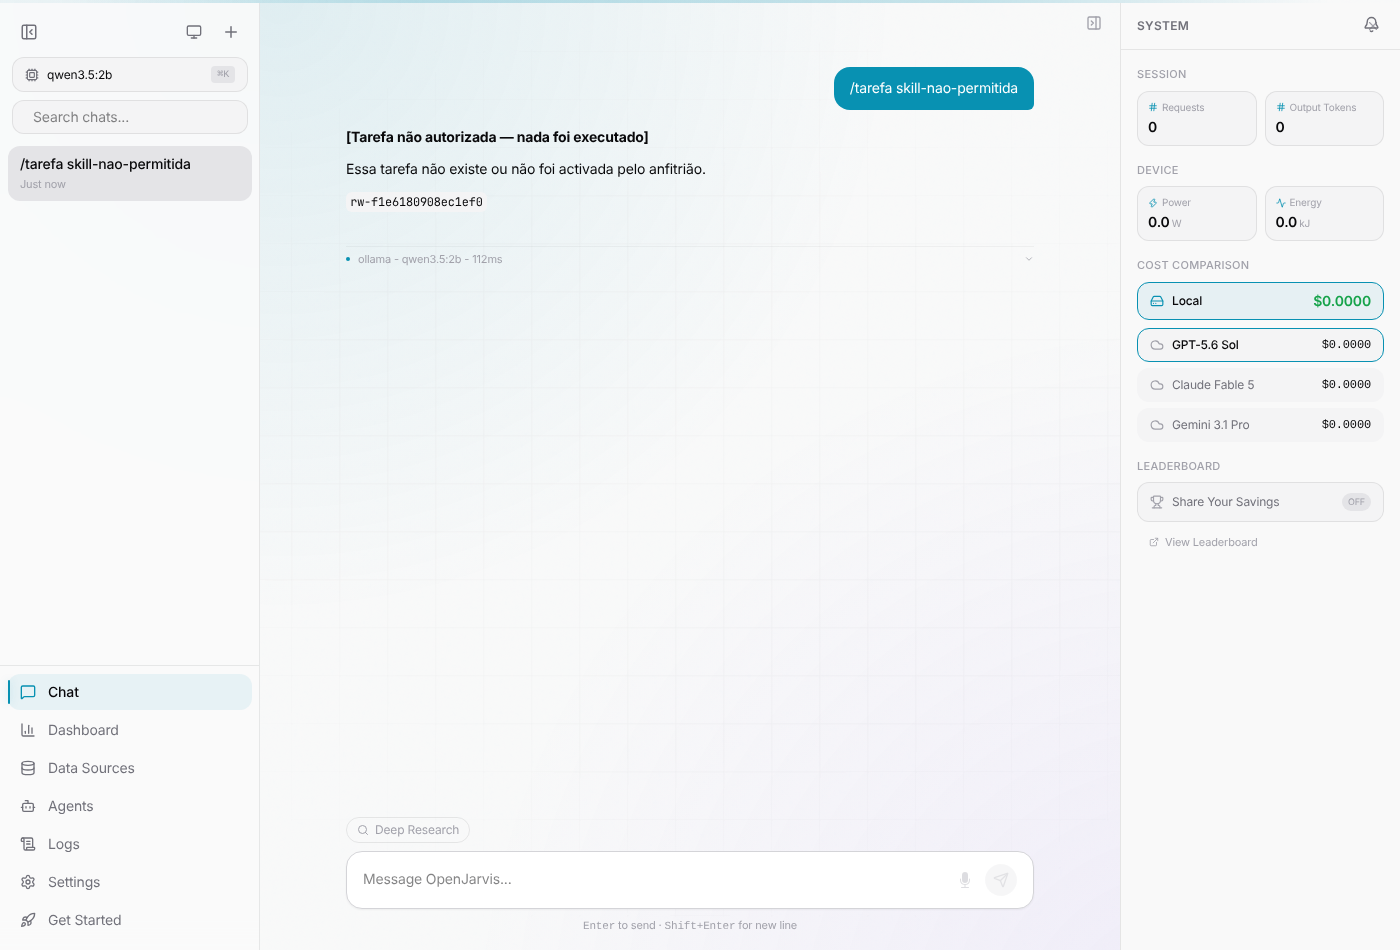 qwen3.5:2b
⌘K
Search chats...
/tarefa skill-nao-permitida
Just now
Chat
Dashboard
Data Sources
Agents
Logs
Settings
Get Started
/tarefa skill-nao-permitida
[Tarefa não autorizada — nada foi executado]
Essa tarefa não existe ou não foi activada pelo anfitrião.
rw-f1e6180908ec1ef0
ollama - qwen3.5:2b - 112ms
Deep Research
Message OpenJarvis...
Enter to send · Shift+Enter for new line
SYSTEM
SESSION
Requests
0
Output Tokens
0
DEVICE
Power
0.0 W
Energy
0.0 kJ
COST COMPARISON
Local $0.0000
GPT-5.6 Sol $0.0000
Claude Fable 5 $0.0000
Gemini 3.1 Pro $0.0000
LEADERBOARD
Share Your Savings OFF
View Leaderboard